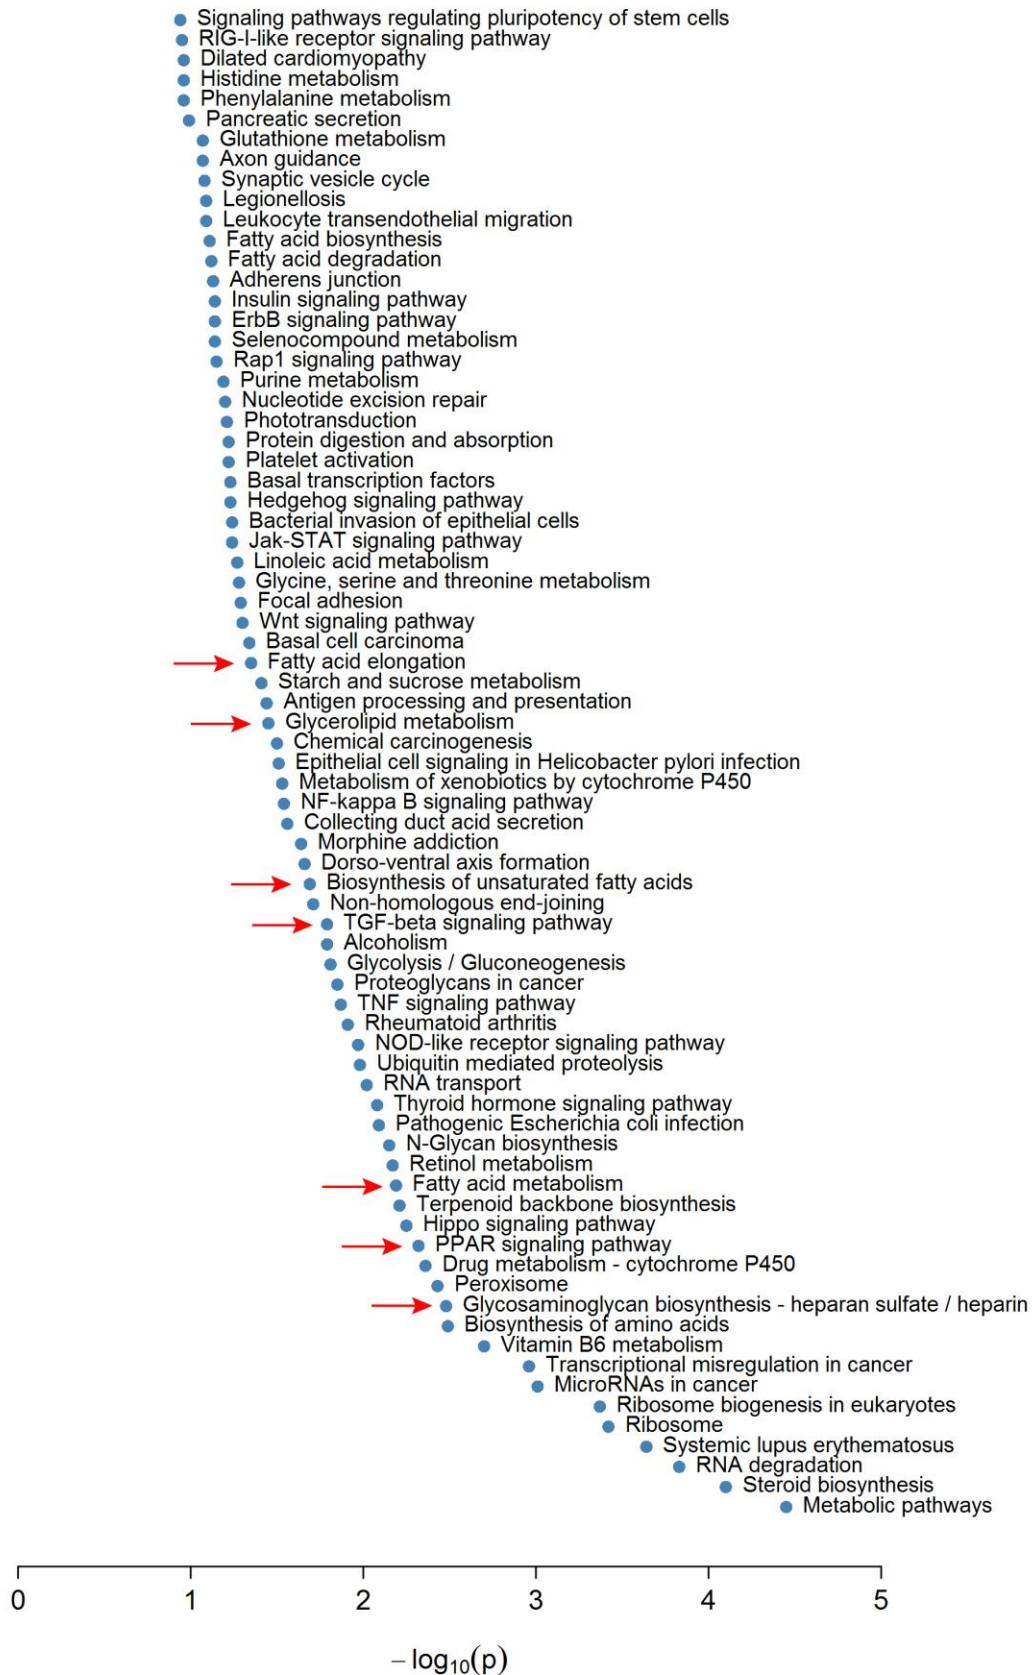 Signaling pathways regulating pluripotency of stem cells
RIG-I-like receptor signaling pathway
Dilated cardiomyopathy
Histidine metabolism
Phenylalanine metabolism
Pancreatic secretion
Glutathione metabolism
Axon guidance
Synaptic vesicle cycle
Legionellosis
Leukocyte transendothelial migration
Fatty acid biosynthesis
Fatty acid degradation
Adherens junction
Insulin signaling pathway
ErbB signaling pathway
Selenocompound metabolism
Rap1 signaling pathway
Purine metabolism
Nucleotide excision repair
Phototransduction
Protein digestion and absorption
Platelet activation
Basal transcription factors
Hedgehog signaling pathway
Bacterial invasion of epithelial cells
Jak-STAT signaling pathway
Linoleic acid metabolism
Glycine, serine and threonine metabolism
Focal adhesion
Wnt signaling pathway
Basal cell carcinoma
Fatty acid elongation
Starch and sucrose metabolism
Antigen processing and presentation
Glycerolipid metabolism
Chemical carcinogenesis
Epithelial cell signaling in Helicobacter pylori infection
Metabolism of xenobiotics by cytochrome P450
NF-kappa B signaling pathway
Collecting duct acid secretion
Morphine addiction
Dorso-ventral axis formation
Biosynthesis of unsaturated fatty acids
Non-homologous end-joining
TGF-beta signaling pathway
Alcoholism
Glycolysis / Gluconeogenesis
Proteoglycans in cancer
TNF signaling pathway
Rheumatoid arthritis
NOD-like receptor signaling pathway
Ubiquitin mediated proteolysis
RNA transport
Thyroid hormone signaling pathway
Pathogenic Escherichia coli infection
N-Glycan biosynthesis
Retinol metabolism
Fatty acid metabolism
Terpenoid backbone biosynthesis
Hippo signaling pathway
PPAR signaling pathway
Drug metabolism - cytochrome P450
Peroxisome
Glycosaminoglycan biosynthesis - heparan sulfate / heparin
Biosynthesis of amino acids
Vitamin B6 metabolism
Transcriptional misregulation in cancer
MicroRNAs in cancer
Ribosome biogenesis in eukaryotes
Ribosome
Systemic lupus erythematosus
RNA degradation
Steroid biosynthesis
Metabolic pathways
0 1 2 3 4 5
− log₁₀(p)